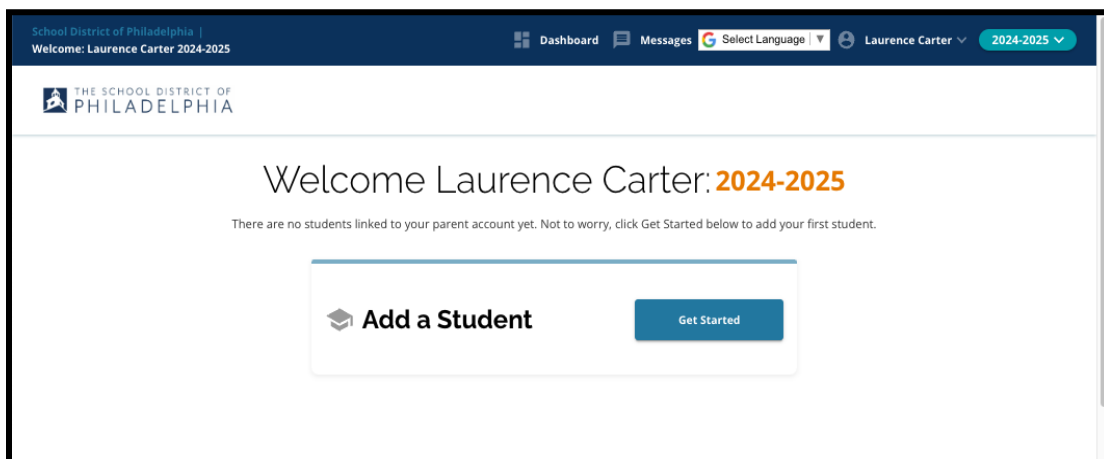 School District of Philadelphia |
Welcome: Laurence Carter 2024-2025
Dashboard Messages Select Language ▼ Laurence Carter 2024-2025
THE SCHOOL DISTRICT OF
PHILADELPHIA
Welcome Laurence Carter: 2024-2025
There are no students linked to your parent account yet. Not to worry, click Get Started below to add your first student.
Add a Student Get Started